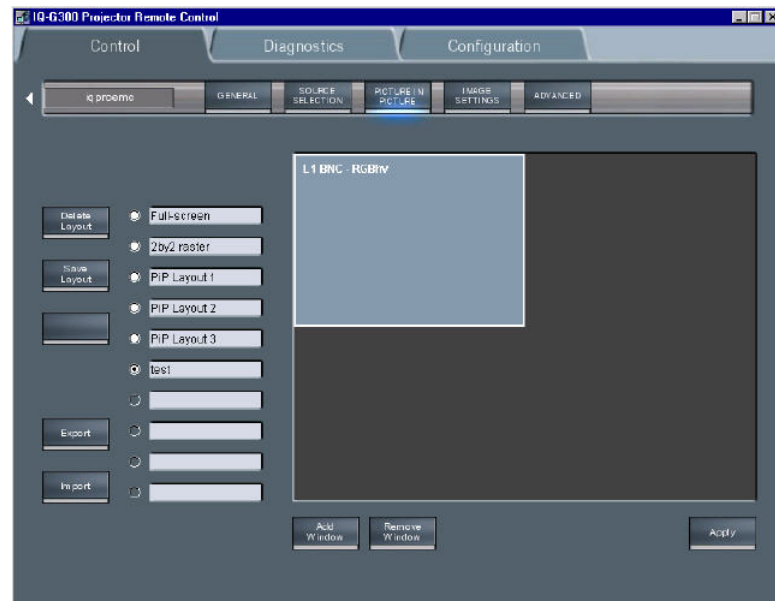 IQ-G300 Projector Remote Control
Control
Diagnostics
Configuration
iq proemo
GENERAL
SOURCE
SELECTION
PICTURE IN
PICTURE
IMAGE
SETTINGS
ADVANCED
L1 BNC - RGBhv
Delete
Layout
Full-screen
2by2 raster
Save
Layout
PiP Layout 1
PIP Layout 2
PiP Layout 3
test
Export
Import
Add
Window
Remove
Window
Apply